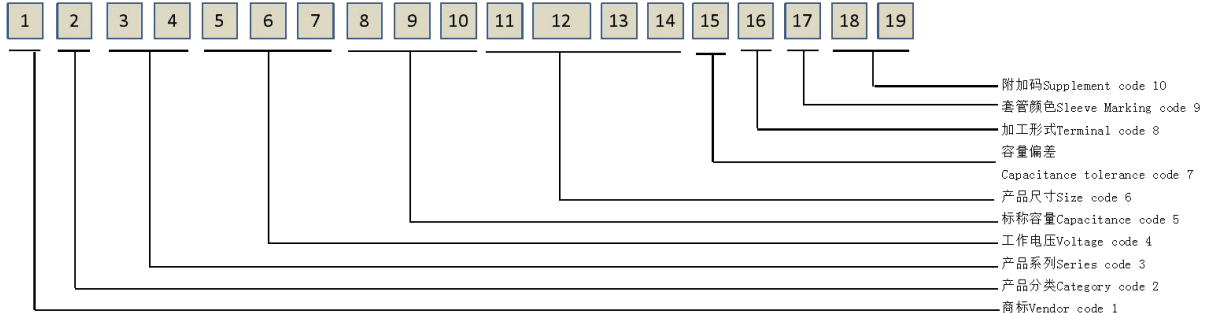 1 2 3 4 5 6 7 8 9 10 11 12 13 14 15 16 17 18 19
附加码Supplement code 10
套管颜色Sleeve Marking code 9
加工形式Terminal code 8
容量偏差
Capacitance tolerance code 7
产品尺寸Size code 6
标称容量Capacitance code 5
工作电压Voltage code 4
产品系列Series code 3
产品分类Category code 2
商标Vendor code 1